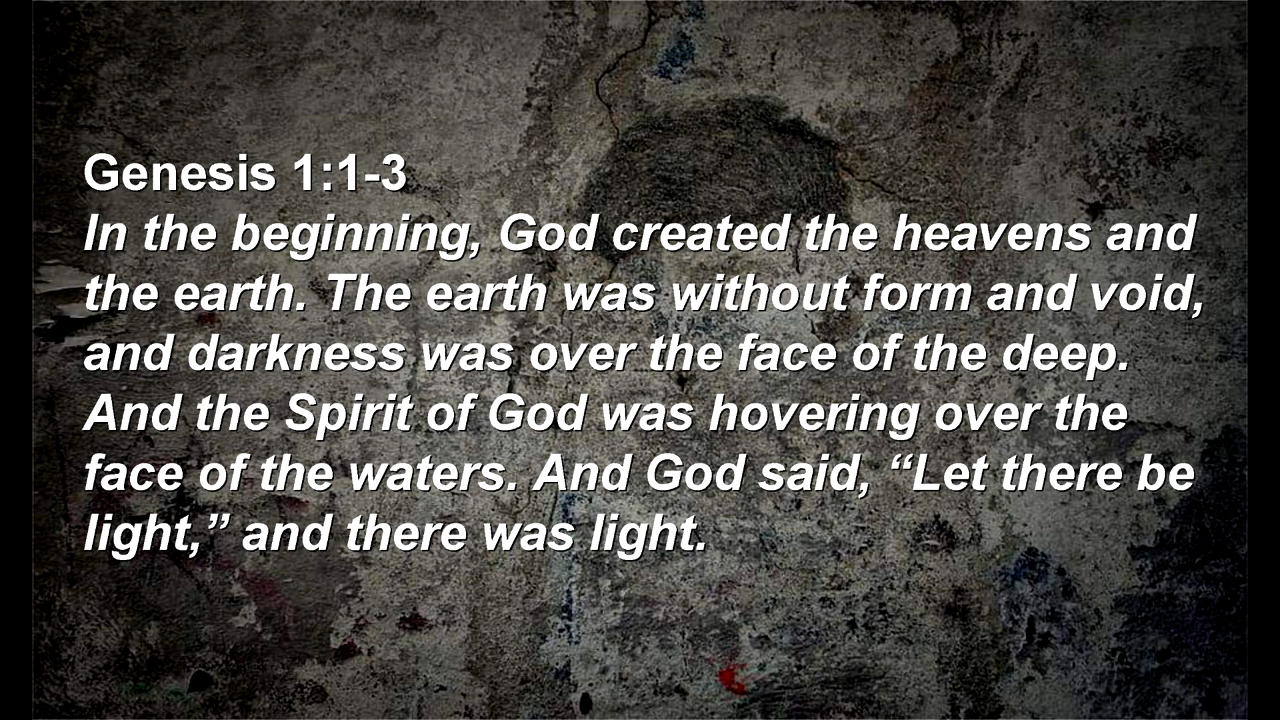 Genesis 1:1-3
In the beginning, God created the heavens and
the earth. The earth was without form and void,
and darkness was over the face of the deep.
And the Spirit of God was hovering over the
face of the waters. And God said, “Let there be
light,” and there was light.